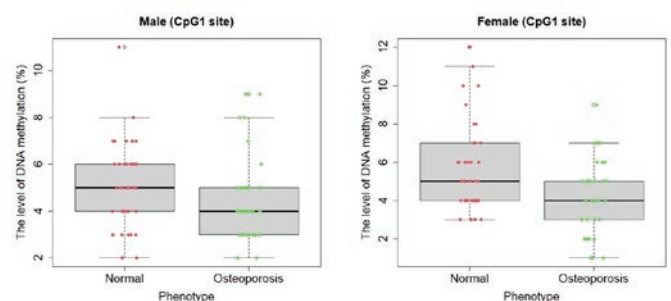 Male (CpG1 site)
The level of DNA methylation (%)
10
8
6
4
2
Normal
Osteoporosis
Phenotype
Female (CpG1 site)
The level of DNA methylation (%)
12
10
8
6
4
2
Normal
Osteoporosis
Phenotype